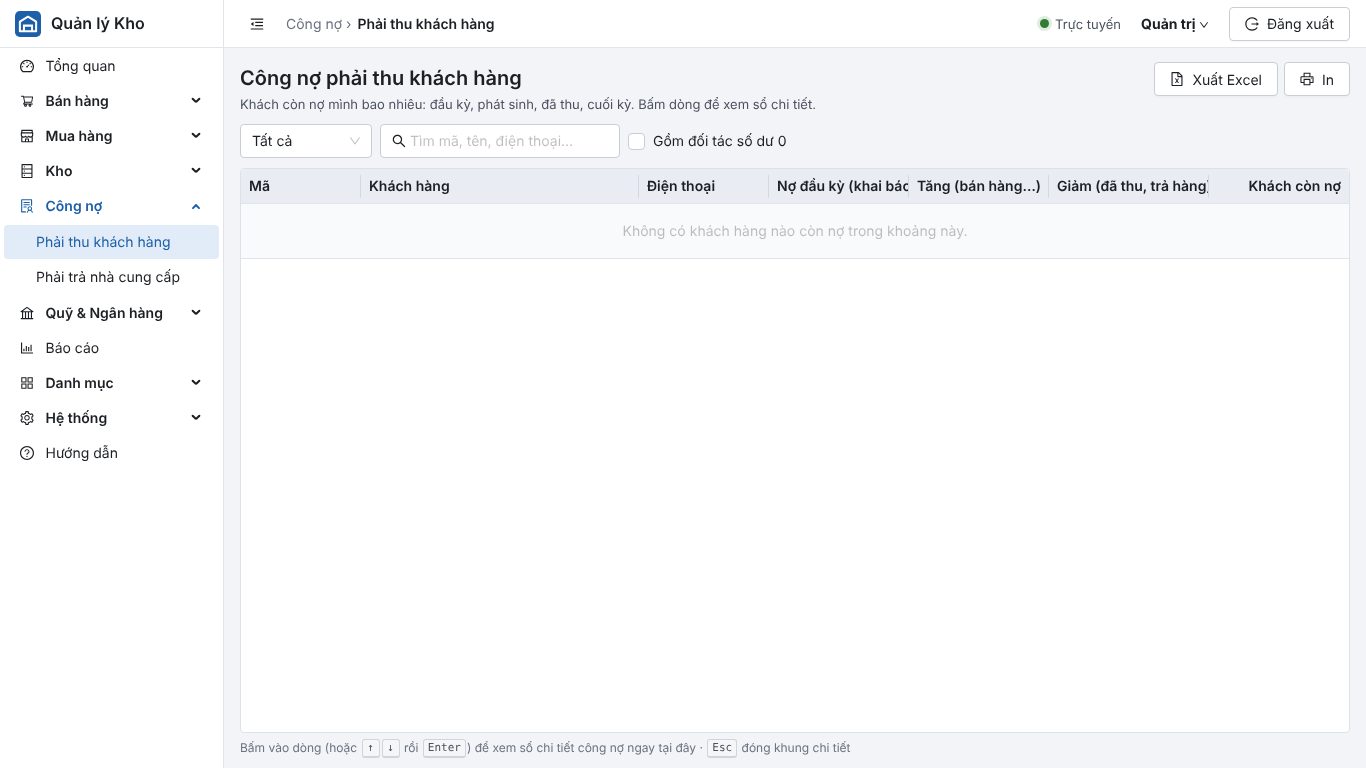 Quản lý Kho
Công nợ › Phải thu khách hàng
Trực tuyến
Quản trị
Đăng xuất
Tổng quan
Bán hàng
Mua hàng
Kho
Công nợ
Phải thu khách hàng
Phải trả nhà cung cấp
Quỹ & Ngân hàng
Báo cáo
Danh mục
Hệ thống
Hướng dẫn
Công nợ phải thu khách hàng
Khách còn nợ mình bao nhiêu: đầu kỳ, phát sinh, đã thu, cuối kỳ. Bấm dòng để xem sổ chi tiết.
Xuất Excel
In
Tất cả
Tìm mã, tên, điện thoại...
Gồm đối tác số dư 0
Mã Khách hàng Điện thoại Nợ đầu kỳ (khai báo Tăng (bán hàng...) Giảm (đã thu, trả hàng) Khách còn nợ
Không có khách hàng nào còn nợ trong khoảng này.
Bấm vào dòng (hoặc ↑ ↓ rồi Enter) để xem sổ chi tiết công nợ ngay tại đây · Esc đóng khung chi tiết